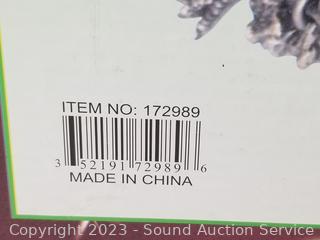 ITEM NO: 172989
3 52191 72989 6
MADE IN CHINA
Copyright 2023 - Sound Auction Service